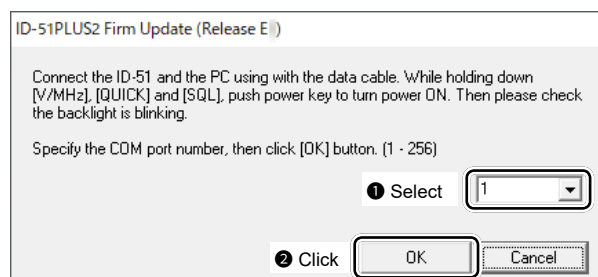 ID-51PLUS2 Firm Update (Release E )
Connect the ID-51 and the PC using with the data cable. While holding down
[V/MHz], [QUICK] and [SQL], push power key to turn power ON. Then please check
the backlight is blinking.
Specify the COM port number, then click [OK] button. (1 - 256)
❶ Select 1
❷ Click OK Cancel